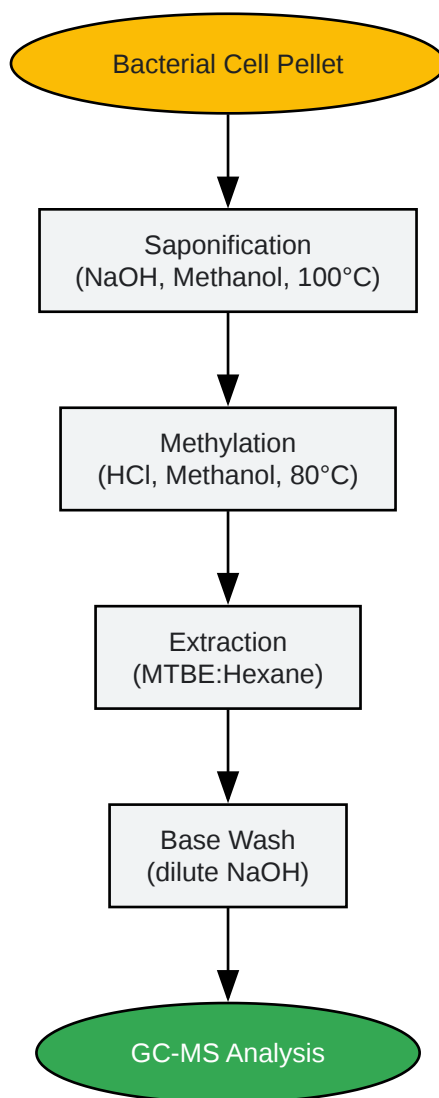 Bacterial Cell Pellet
Saponification
(NaOH, Methanol, 100°C)
Methylation
(HCl, Methanol, 80°C)
Extraction
(MTBE:Hexane)
Base Wash
(dilute NaOH)
GC-MS Analysis